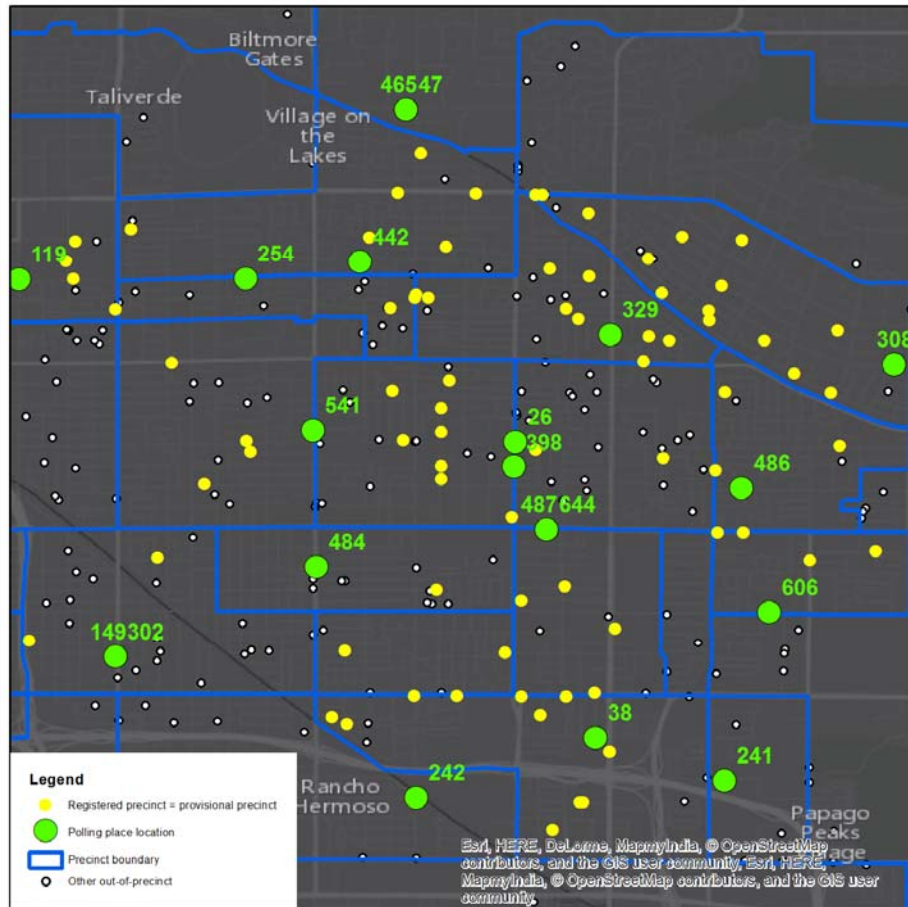 Biltmore
Gates
46547
Taliverde
Village on
the
Lakes
119
254
442
329
308
541
26
398
486
487 644
484
606
149302
38
241
242
Rancho
Hermoso
Papago
Peaks
Legend
Registered precinct = provisional precinct
Polling place location
Precinct boundary
Other out-of-precinct
Esri, HERE, DeLorme, MapmyIndia, © OpenStreetMap
contributors, and the GIS user community, Esri, HERE,
MapmyIndia, © OpenStreetMap contributors, and the GIS user
community